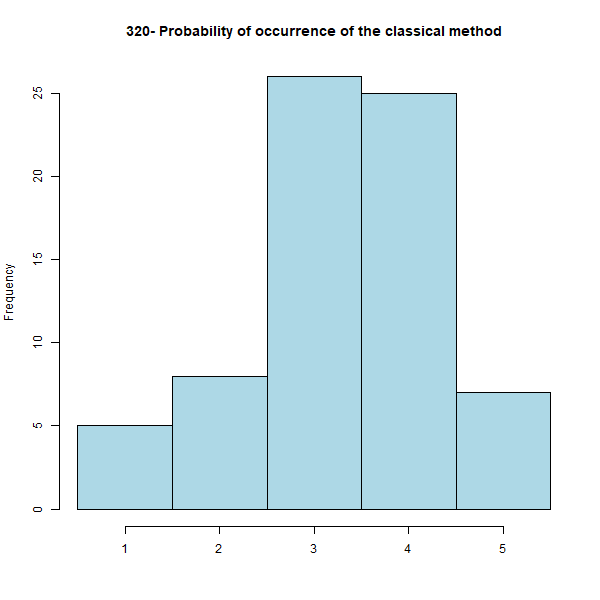 320- Probability of occurrence of the classical method
Frequency
25
20
15
10
5
0
1 2 3 4 5